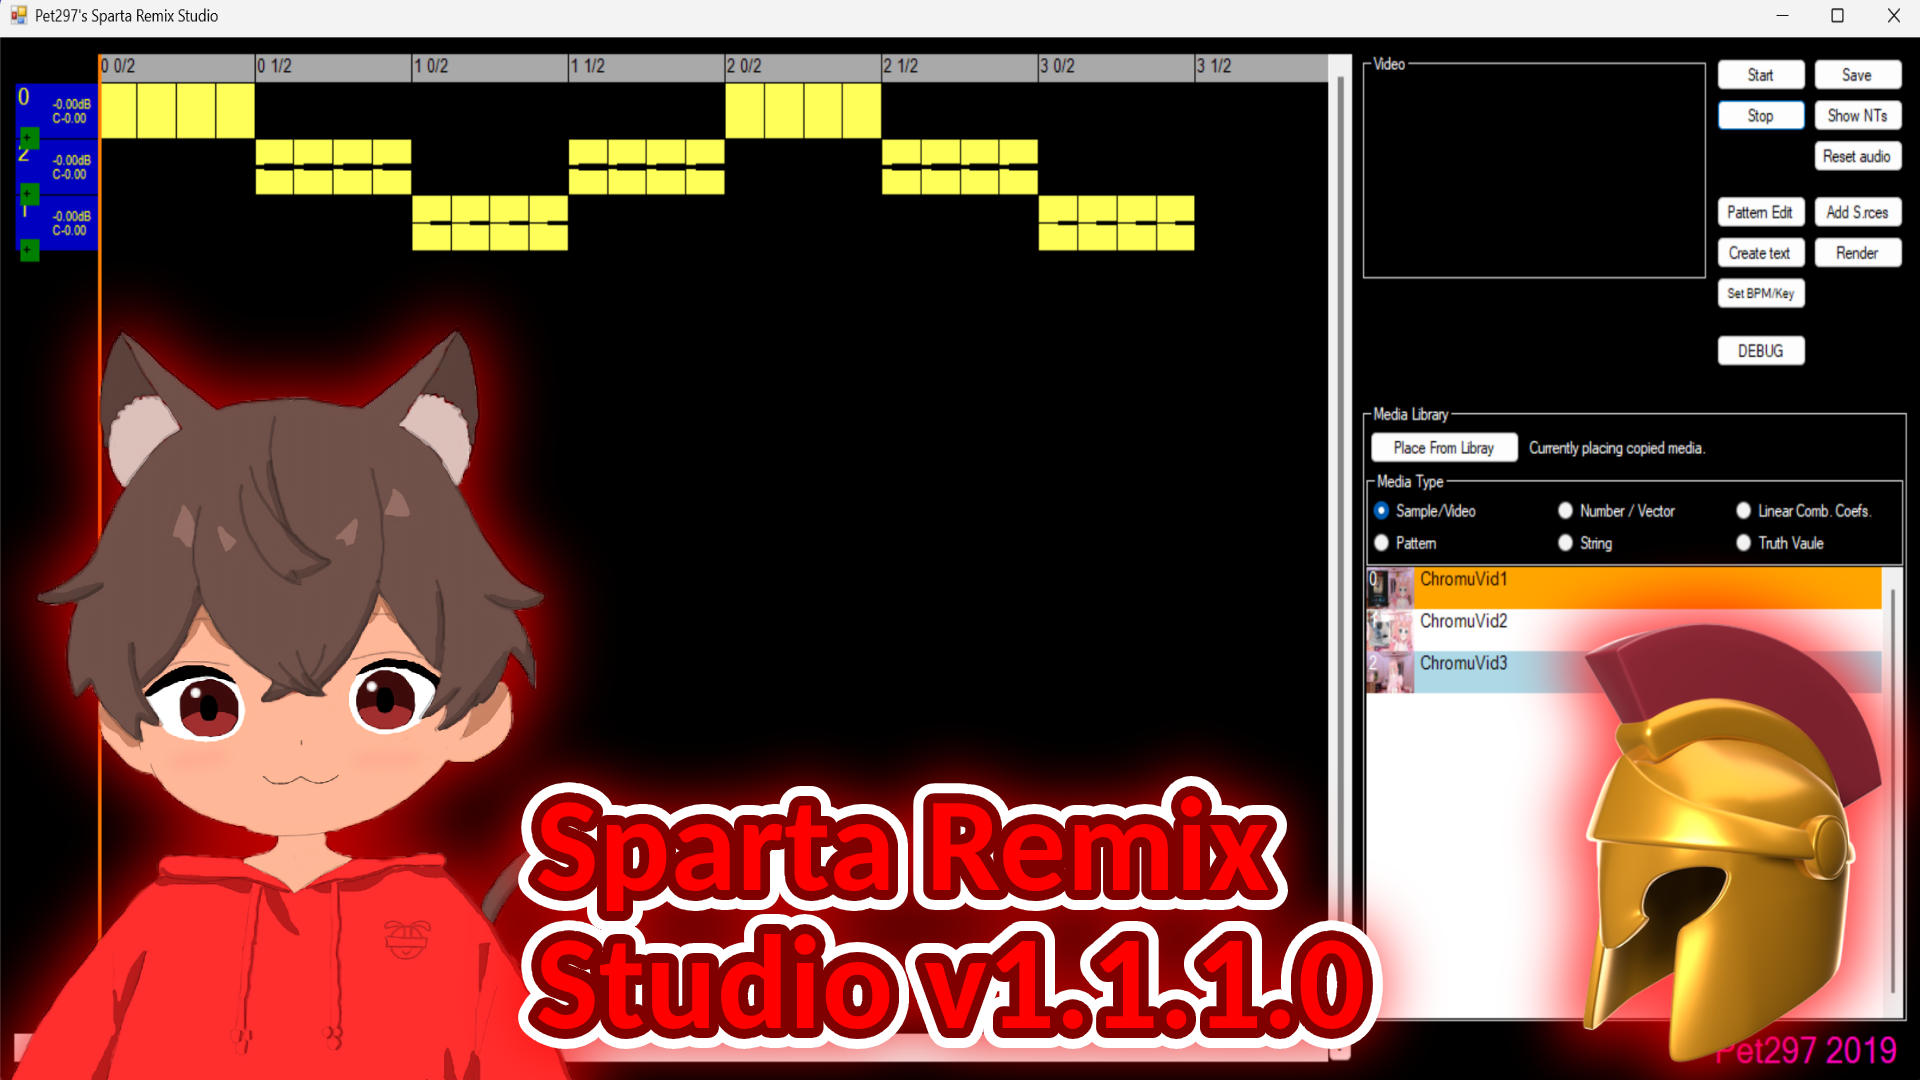 Pet297's Sparta Remix Studio
0 0/2
0 1/2
1 0/2
1 1/2
2 0/2
2 1/2
3 0/2
3 1/2
0
-0.00dB
C-0.00
+
2
-0.00dB
C-0.00
+
1
-0.00dB
C-0.00
+
Video
Start
Save
Stop
Show NTs
Reset audio
Pattern Edit
Add S.rces
Create text
Render
Set BPM/Key
DEBUG
Media Library
Place From Libray
Currently placing copied media.
Media Type
Sample/Video
Number / Vector
Linear Comb. Coefs.
Pattern
String
Truth Vaule
0
ChromuVid1
ChromuVid2
2
ChromuVid3
Sparta Remix
Studio v1.1.1.0
Pet297 2019